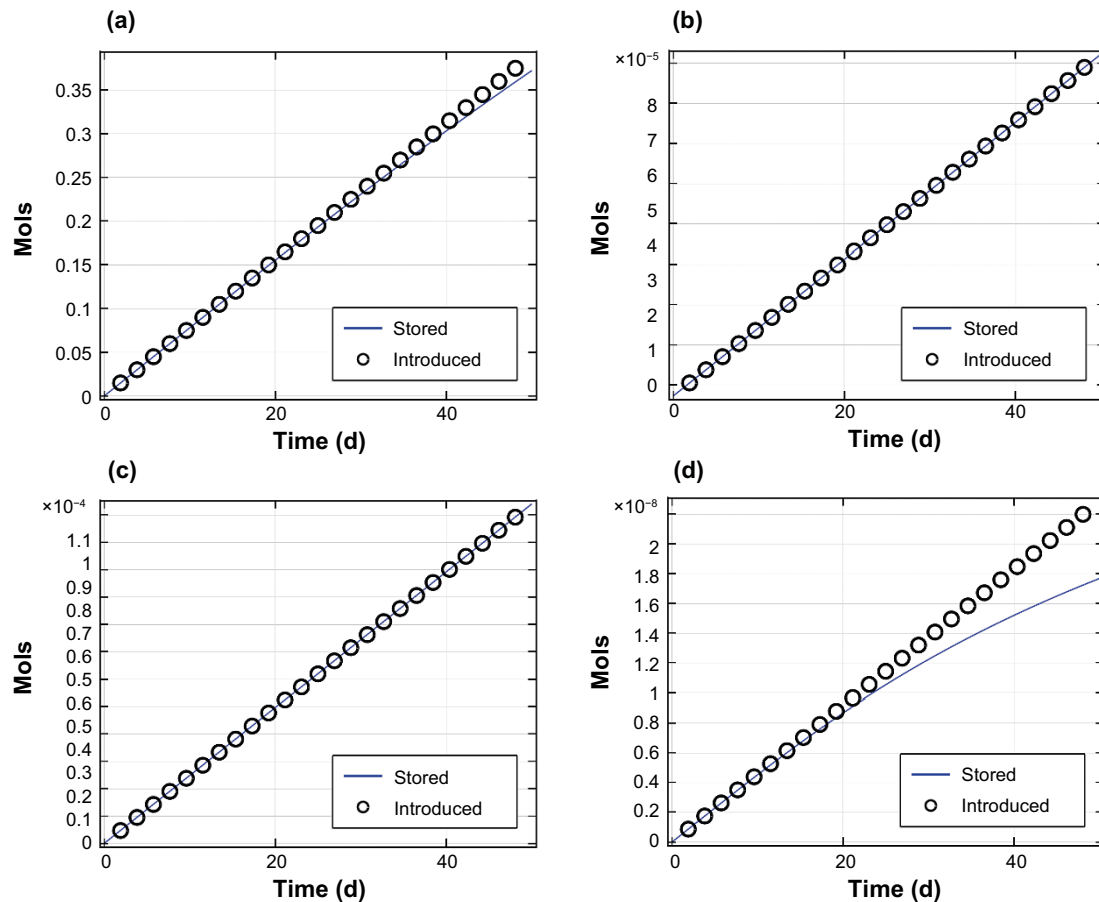 (a)
0.35
0.3
0.25
0.2
0.15
0.1
0.05
0
Mols
Stored
Introduced
0 20 40
Time (d)
(b)
×10⁻⁵
8
7
6
5
4
3
2
1
0
Mols
Stored
Introduced
0 20 40
Time (d)
(c)
×10⁻⁴
1.1
1
0.9
0.8
0.7
0.6
0.6
0.4
0.3
0.2
0.1
0
Mols
Stored
Introduced
0 20 40
Time (d)
(d)
×10⁻⁸
2
1.8
1.6
1.4
1.2
1
0.8
0.6
0.4
0.2
0
Mols
Stored
Introduced
0 20 40
Time (d)